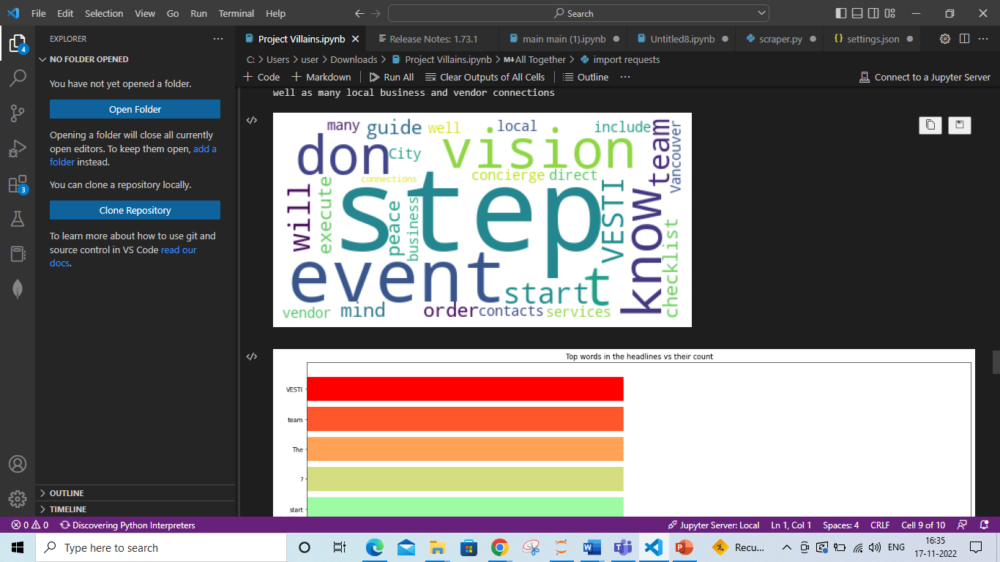 File Edit Selection View Go Run Terminal Help
Search
EXPLORER
Project Villains.ipynb
Release Notes: 1.73.1
main main (1).ipynb
Untitled8.ipynb
scraper.py
{} settings.json
NO FOLDER OPENED
C: > Users > user > Downloads > Project Villains.ipynb > M↓All Together > import requests
+ Code + Markdown Run All Clear Outputs of All Cells Outline ... Connect to a Jupyter Server
4
You have not yet opened a folder.
Open Folder
Opening a folder will close all currently
open editors. To keep them open, add a
folder instead.
You can clone a repository locally.
Clone Repository
To learn more about how to use git and
source control in VS Code read our
docs.
3
OUTLINE
TIMELINE
well as many local business and vendor connections
many
guide
well
local
include
team
Vancouver
don
City
vision
connections
concierge
direct
will
execute
step
peace
business
VESTI
know
checklist
event
start
t
vendor
mind
order
contacts
services
Top words in the headlines vs their count
VESTI
team
The
?
start
0 0 Discovering Python Interpreters
Jupyter Server: Local Ln 1, Col 1 Spaces: 4 CRLF Cell 9 of 10
Type here to search
Recu...
ENG
16:35
17-11-2022